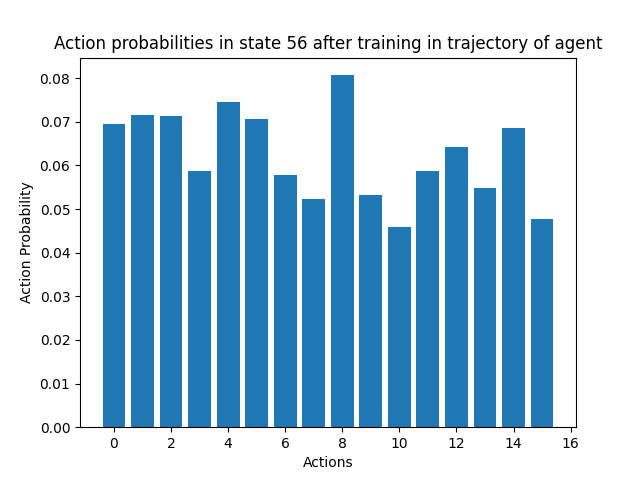 Action probabilities in state 56 after training in trajectory of agent
0.08
0.07
0.06
0.05
0.04
0.03
0.02
0.01
0.00
Action Probability
0 2 4 6 8 10 12 14 16
Actions